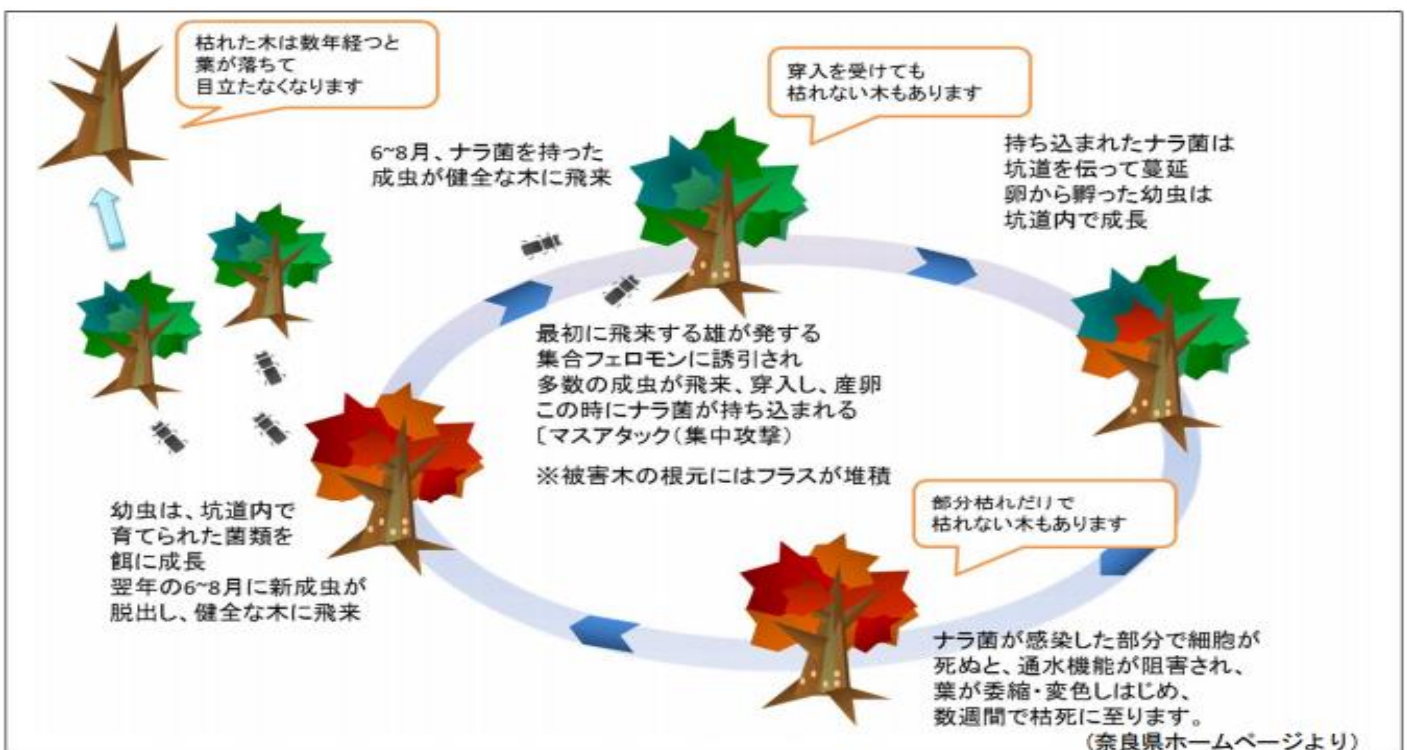 枯れた木は数年経つと
葉が落ちて
目立たなくなります
穿入を受けても
枯れない木もあります
6~8月、ナラ菌を持った
成虫が健全な木に飛来
持ち込まれたナラ菌は
坑道を伝って蔓延
卵から孵った幼虫は
坑道内で成長
最初に飛来する雄が発する
集合フェロモンに誘引され
多数の成虫が飛来、穿入し、産卵
この時にナラ菌が持ち込まれる
〔マスアタック(集中攻撃)
※被害木の根元にはフラスが堆積
部分枯れだけで
枯れない木もあります
幼虫は、坑道内で
育てられた菌類を
餌に成長
翌年の6~8月に新成虫が
脱出し、健全な木に飛来
ナラ菌が感染した部分で細胞が
死ぬと、通水機能が阻害され、
葉が委縮・変色しはじめ、
数週間で枯死に至ります。
(奈良県ホームページより)